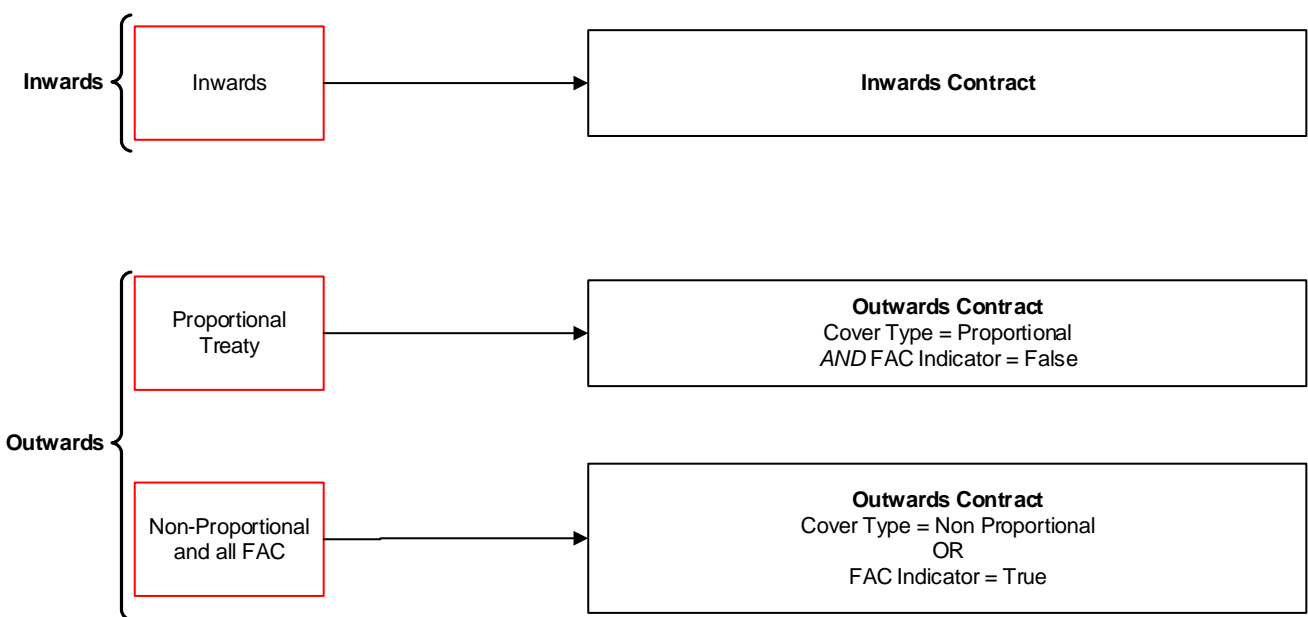 Inwards
Inwards
Inwards Contract
Outwards
Proportional
Treaty
Outwards Contract
Cover Type = Proportional
AND FAC Indicator = False
Non-Proportional
and all FAC
Outwards Contract
Cover Type = Non Proportional
OR
FAC Indicator = True